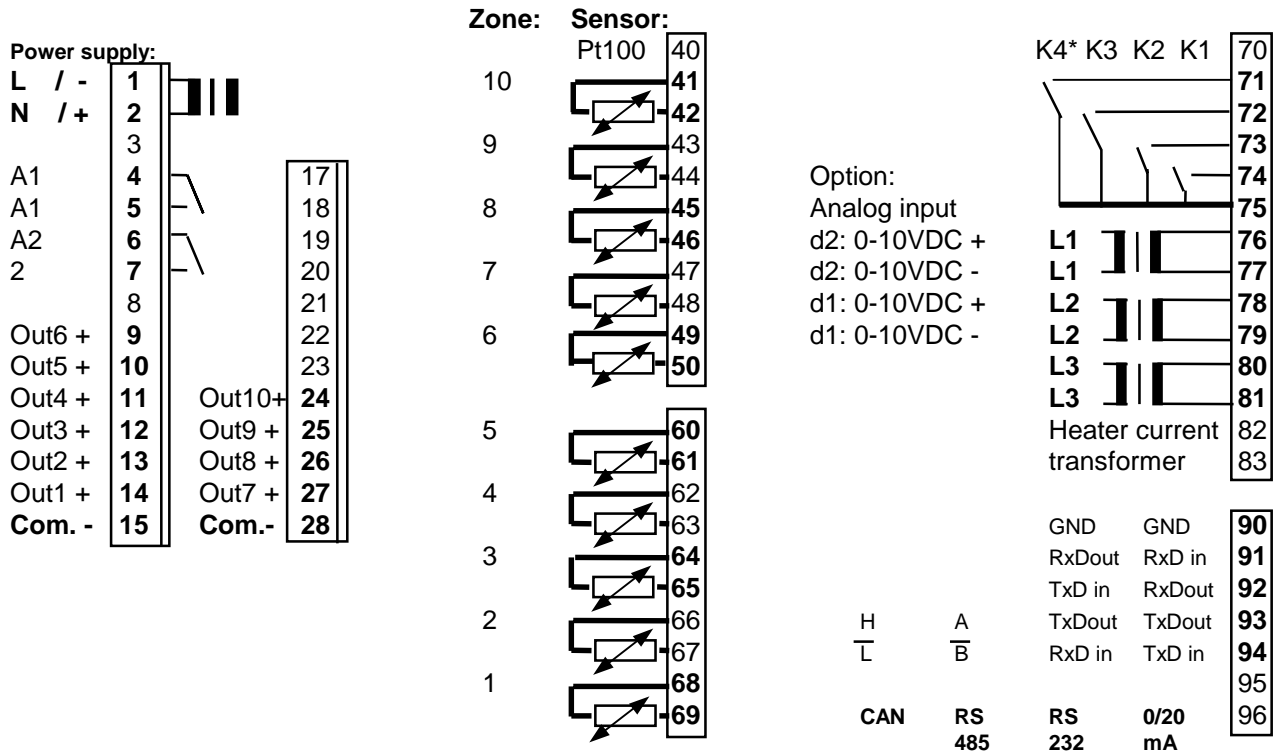 Zone: Sensor:
Power supply:
L / - 1
N / + 2
3
A1 4
A1 5
A2 6
2 7
8
Out6 + 9
Out5 + 10
Out4 + 11
Out3 + 12
Out2 + 13
Out1 + 14
Com. - 15
17
18
19
20
21
22
23
Out10+ 24
Out9 + 25
Out8 + 26
Out7 + 27
Com.- 28
Pt100 40
10 41
42
9 43
44
8 45
46
7 47
48
6 49
50
5 60
61
4 62
63
3 64
65
2 66
67
1 68
69
Option:
Analog input
d2: 0-10VDC +
d2: 0-10VDC -
d1: 0-10VDC +
d1: 0-10VDC -
K4* K3 K2 K1 70
71
72
73
74
75
L1 76
L1 77
L2 78
L2 79
L3 80
L3 81
Heater current 82
transformer 83
GND GND 90
RxDout RxD in 91
TxD in RxDout 92
H A TxDout TxDout 93
L B RxD in TxD in 94
95
CAN RS RS 0/20 96
485 232 mA